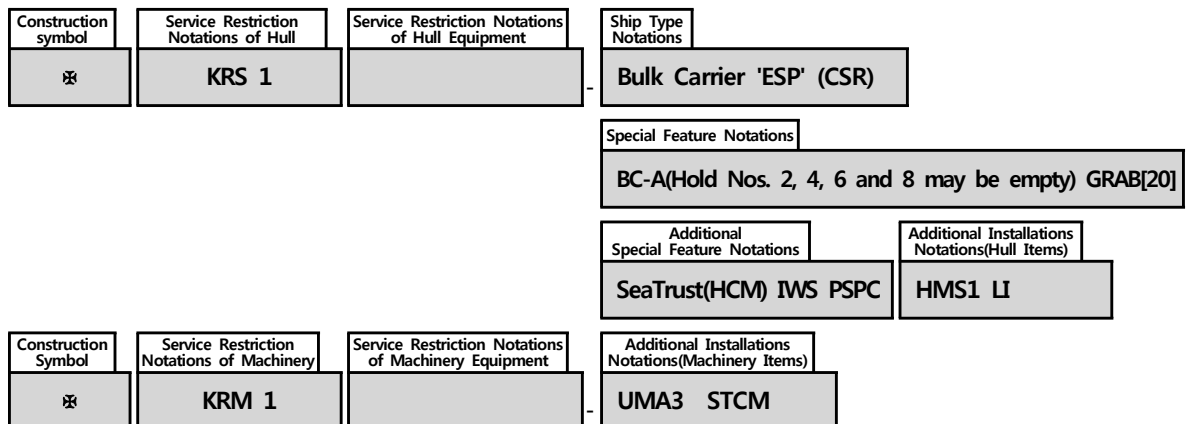 Construction symbol
Service Restriction Notations of Hull
Service Restriction Notations of Hull Equipment
Ship Type Notations
✠ KRS 1 - Bulk Carrier 'ESP' (CSR)
Special Feature Notations
BC-A(Hold Nos. 2, 4, 6 and 8 may be empty) GRAB[20]
Additional Special Feature Notations
Additional Installations Notations(Hull Items)
SeaTrust(HCM) IWS PSPC
HMS1 LI
Construction Symbol
Service Restriction Notations of Machinery
Service Restriction Notations of Machinery Equipment
Additional Installations Notations(Machinery Items)
✠ KRM 1 - UMA3 STCM